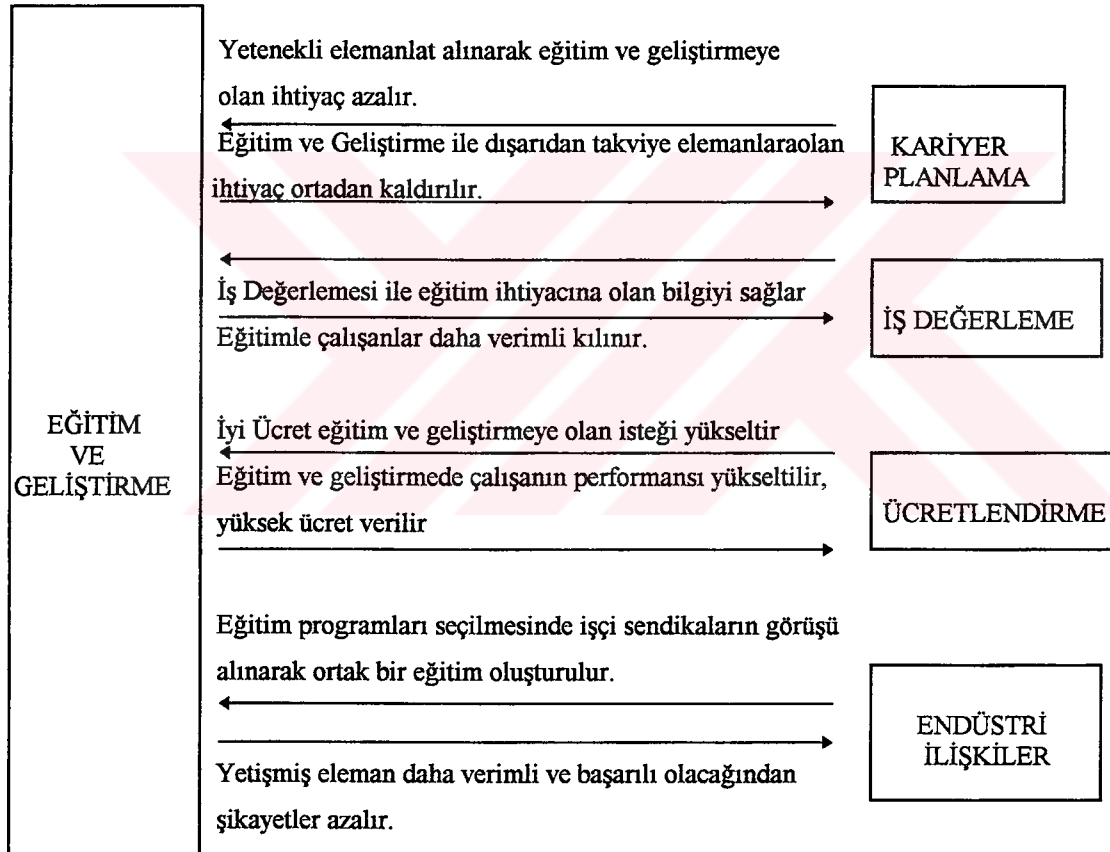 Yetenekli elemanlat alınarak eğitim ve geliştirmeye
olan ihtiyaç azalır.
Eğitim ve Geliştirme ile dışarıdan takviye elemanlaraolan
ihtiyaç ortadan kaldırılır.
KARİYER
PLANLAMA
İş Değerlemesi ile eğitim ihtiyacına olan bilgiyi sağlar
Eğitimle çalışanlar daha verimli kılınır.
İŞ DEĞERLEME
EĞİTİM
VE
GELİŞTİRME
İyi Ücret eğitim ve geliştirmeye olan isteği yükseltir
Eğitim ve geliştirmede çalışanın performansı yükseltilir,
yüksek ücret verilir
ÜCRETLENDİRME
Eğitim programları seçilmesinde işçi sendikaların görüşü
alınarak ortak bir eğitim oluşturulur.
ENDÜSTRİ
İLİŞKİLER
Yetişmiş eleman daha verimli ve başarılı olacağından
şikayetler azalır.